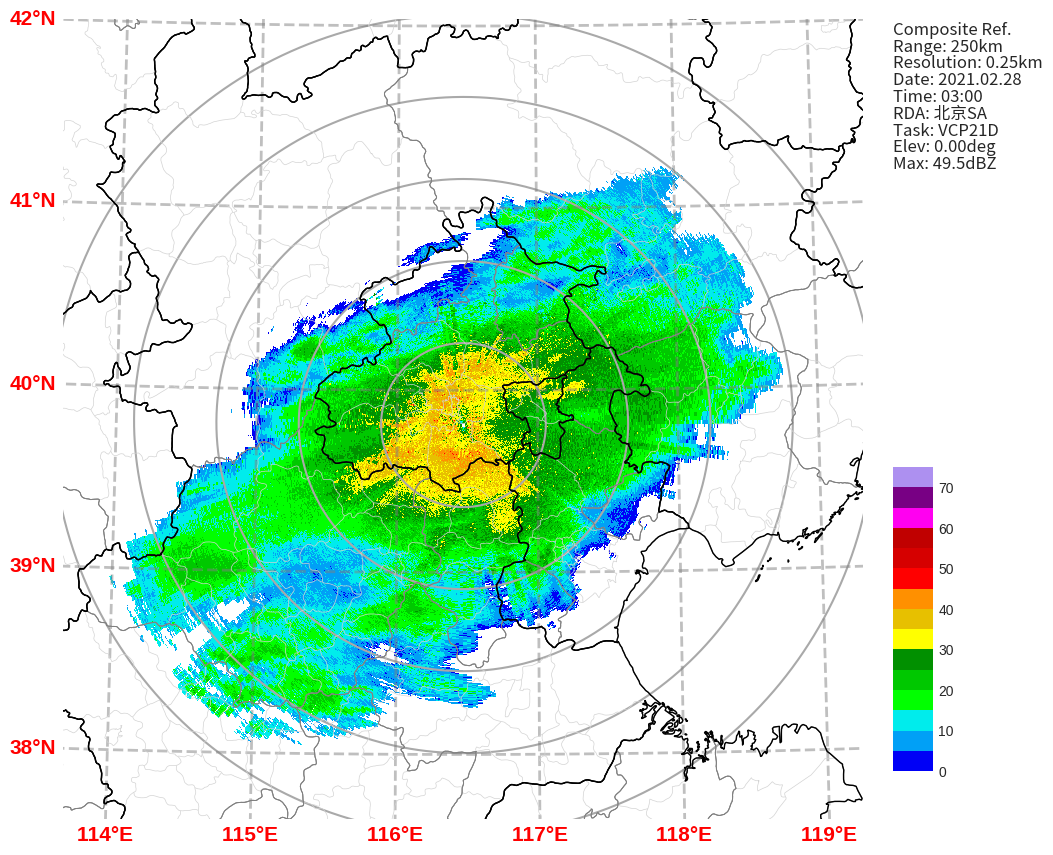 42°N
41°N
40°N
39°N
38°N
114°E
115°E
116°E
117°E
118°E
119°E
Composite Ref.
Range: 250km
Resolution: 0.25km
Date: 2021.02.28
Time: 03:00
RDA: 北京SA
Task: VCP21D
Elev: 0.00deg
Max: 49.5dBZ
70
60
50
40
30
20
10
0